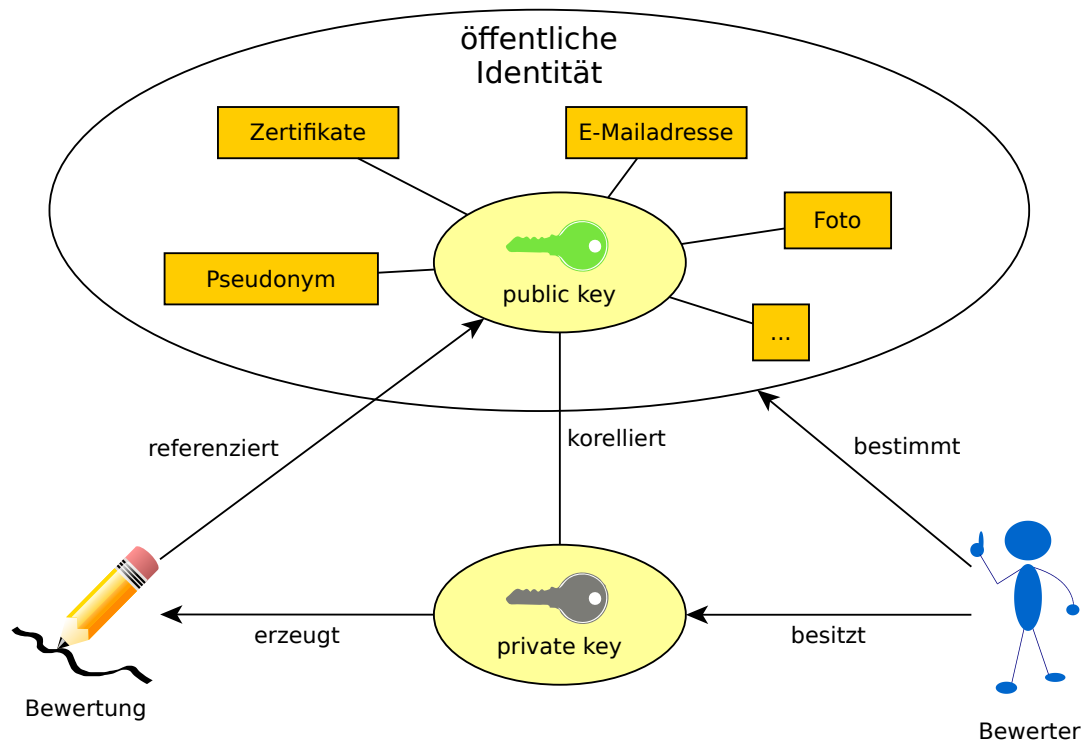 öffentliche
Identität
Zertifikate
E-Mailadresse
Foto
Pseudonym
public key
...
referenziert
korelliert
bestimmt
erzeugt
private key
besitzt
Bewertung
Bewerter